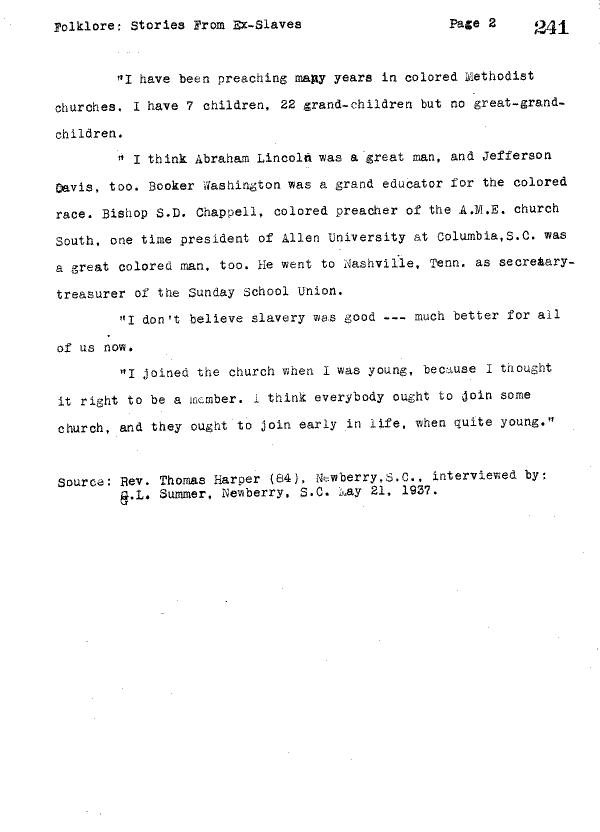 Folklore: Stories From Ex-Slaves Page 2 241
"I have been preaching many years in colored Methodist
churches. I have 7 children, 22 grand-children but no great-grand-
children.
" I think Abraham Lincoln was a great man, and Jefferson
Davis, too. Booker Washington was a grand educator for the colored
race. Bishop S.D. Chappell, colored preacher of the A.M.E. church
South, one time president of Allen University at Columbia,S.C. was
a great colored man, too. He went to Nashville, Tenn. as secretary-
treasurer of the Sunday School Union.
"I don't believe slavery was good --- much better for all
of us now.
"I joined the church when I was young, because I thought
it right to be a member. I think everybody ought to join some
church, and they ought to join early in life, when quite young."
Source: Rev. Thomas Harper (84), Newberry,S.C., interviewed by:
G.L. Summer, Newberry, S.C. May 21, 1937.